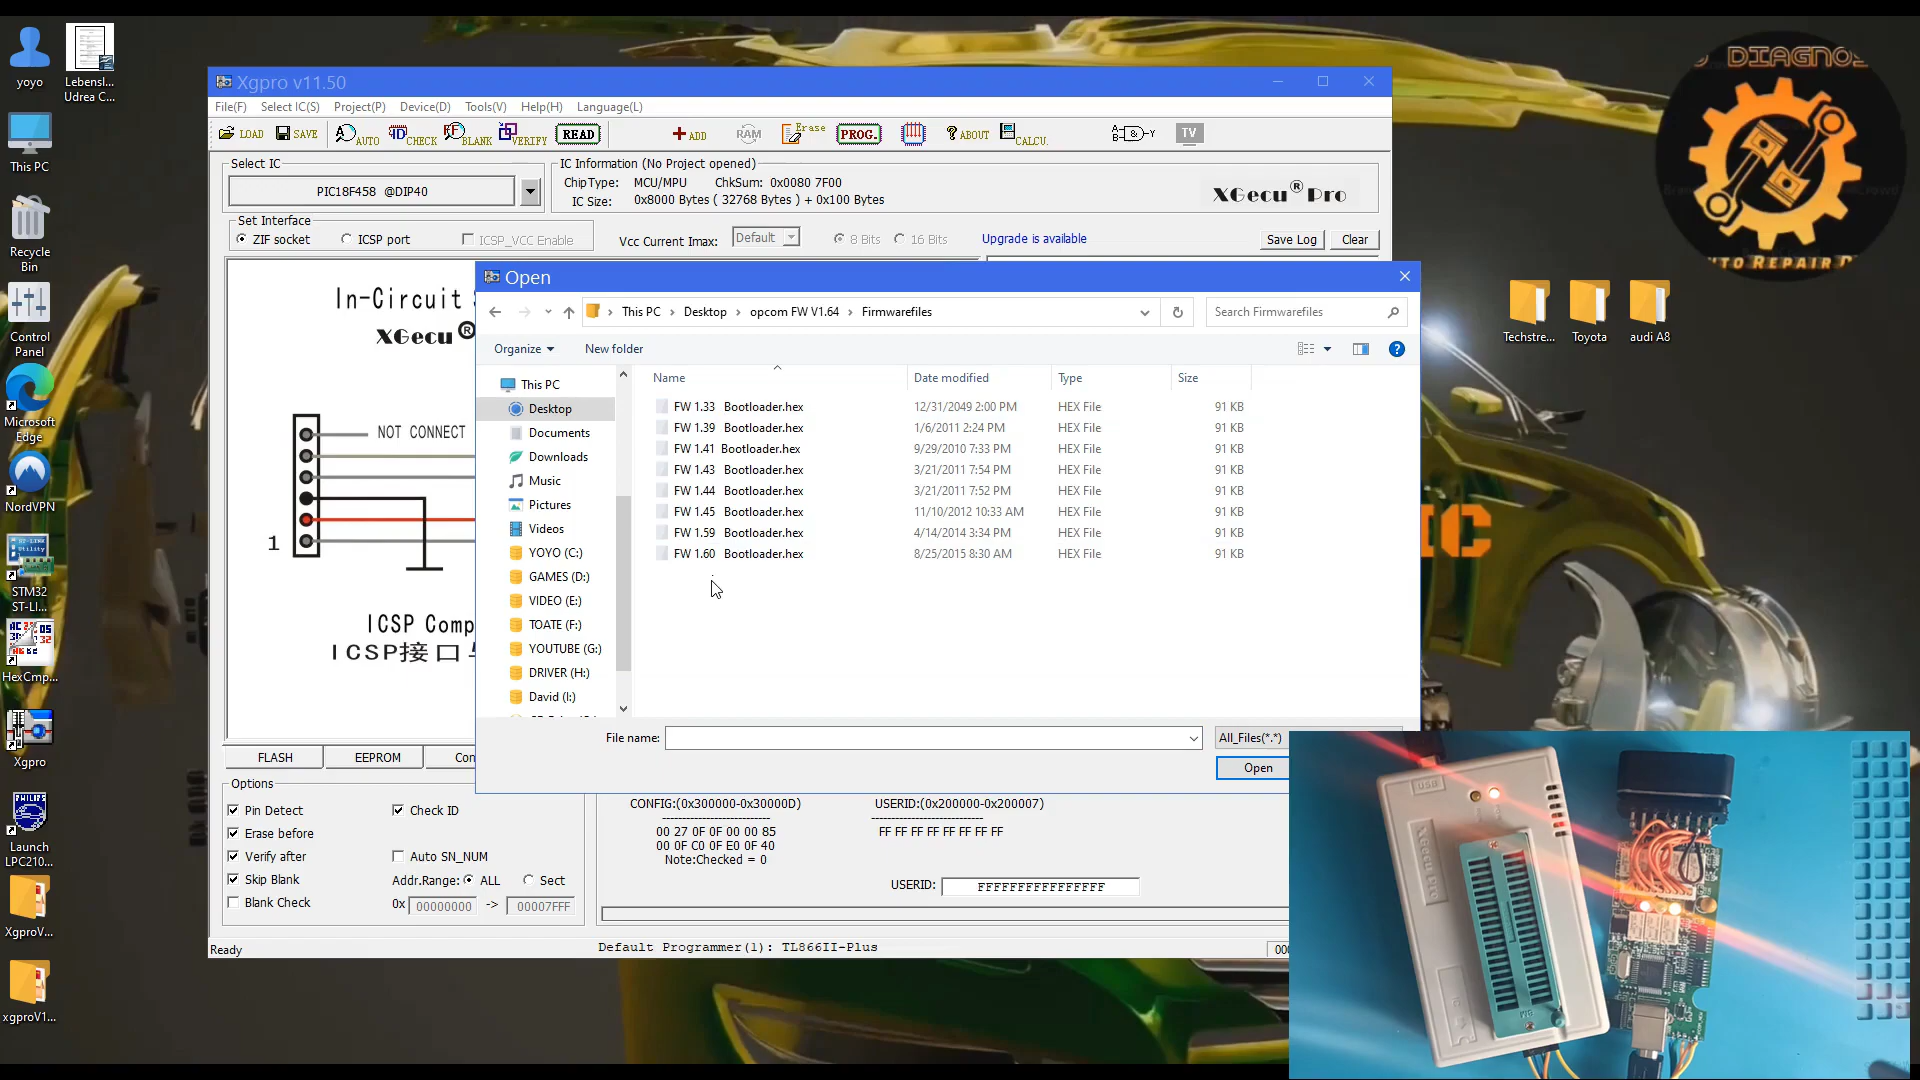 yoyo
Lebensl...
Udrea C...
This PC
Recycle
Bin
Control
Panel
Microsoft
Edge
NordVPN
STM32
ST-LI...
HexCmp...
Xgpro
PHILIPS
Launch
LPC210...
XgproV...
xgproV1...
Xgpro v11.50
File(F) Select IC(S) Project(P) Device(D) Tools(V) Help(H) Language(L)
LOAD SAVE AUTO CHECK BLANK VERIFY READ ADD RAM Erase PROG. ABOUT CALCU. TV
Select IC
PIC18F458 @DIP40
IC Information (No Project opened)
ChipType: MCU/MPU ChkSum: 0x0080 7F00
IC Size: 0x8000 Bytes ( 32768 Bytes ) + 0x100 Bytes
XGecu® Pro
Set Interface
ZIF socket ICSP port ICSP_VCC Enable
Vcc Current Imax: Default 8 Bits 16 Bits Upgrade is available Save Log Clear
In-Circuit S
XGecu®
NOT CONNECT
1
ICSP Comp
ICSP接口
Open
This PC > Desktop > opcom FW V1.64 > Firmwarefiles
Search Firmwarefiles
Organize New folder
This PC
Desktop
Documents
Downloads
Music
Pictures
Videos
YOYO (C:)
GAMES (D:)
VIDEO (E:)
TOATE (F:)
YOUTUBE (G:)
DRIVER (H:)
David (I:)
Name Date modified Type Size
FW 1.33 Bootloader.hex 12/31/2049 2:00 PM HEX File 91 KB
FW 1.39 Bootloader.hex 1/6/2011 2:24 PM HEX File 91 KB
FW 1.41 Bootloader.hex 9/29/2010 7:33 PM HEX File 91 KB
FW 1.43 Bootloader.hex 3/21/2011 7:54 PM HEX File 91 KB
FW 1.44 Bootloader.hex 3/21/2011 7:52 PM HEX File 91 KB
FW 1.45 Bootloader.hex 11/10/2012 10:33 AM HEX File 91 KB
FW 1.59 Bootloader.hex 4/14/2014 3:34 PM HEX File 91 KB
FW 1.60 Bootloader.hex 8/25/2015 8:30 AM HEX File 91 KB
File name: All_Files(*.*)
Open
FLASH EEPROM Con
Options
Pin Detect Check ID
Erase before
Verify after Auto SN_NUM
Skip Blank Addr.Range: ALL Sect
Blank Check 0x 00000000 -> 00007FFF
CONFIG:(0x300000-0x30000D) USERID:(0x200000-0x200007)
00 27 0F 0F 00 00 85 FF FF FF FF FF FF FF FF
00 0F C0 0F E0 0F 40
Note:Checked = 0
USERID: FFFFFFFFFFFFFFFF
Ready Default Programmer(1): TL866II-Plus
DIAGNOS
UTO REPAIR D
Techstre...
Toyota
audi A8
IC
USB
XGecu Pro